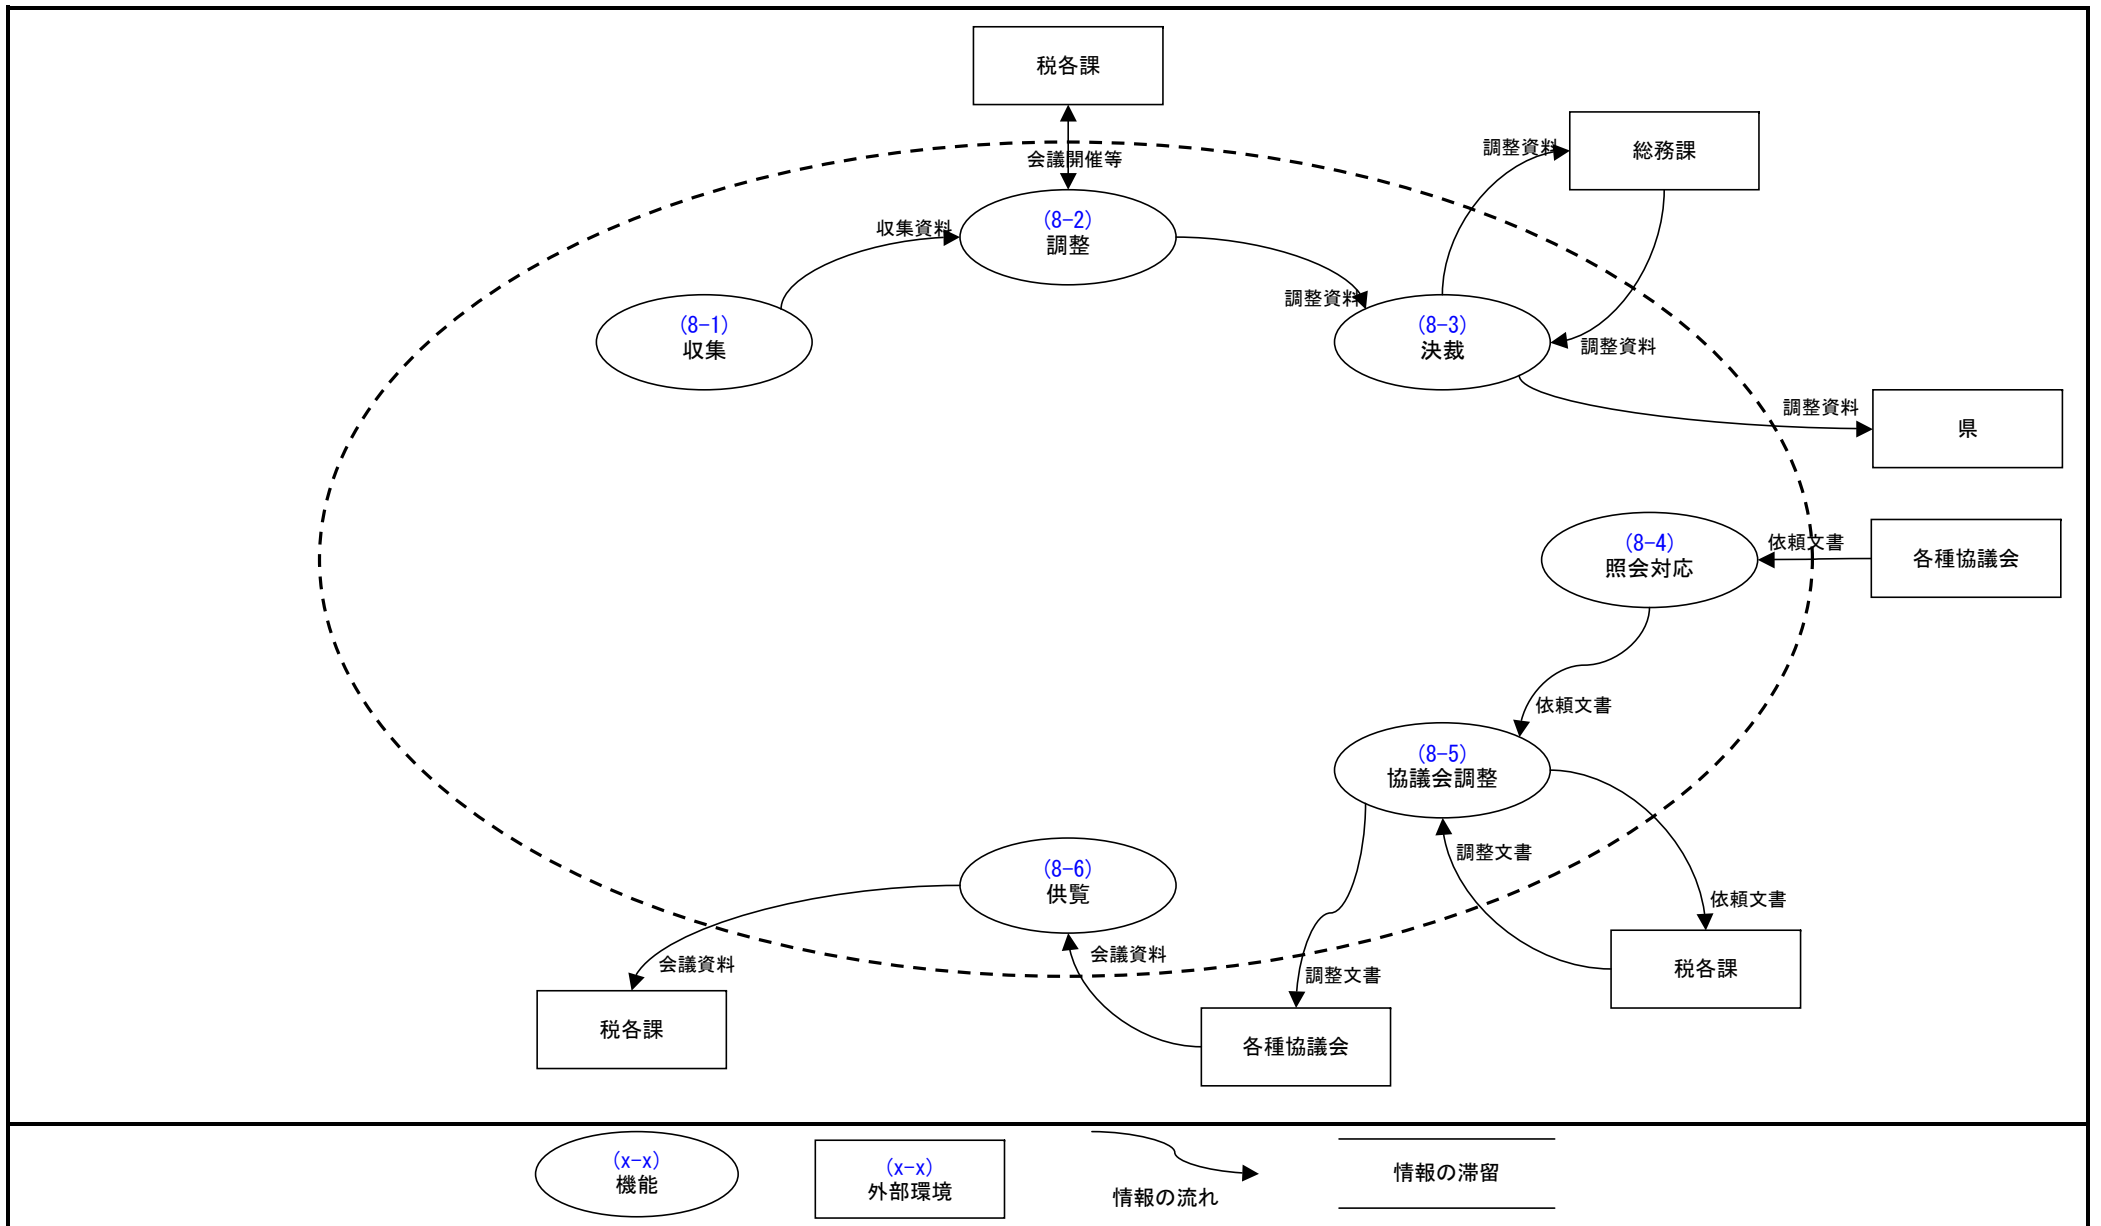 税各課
会議開催等
調整資料
総務課
収集資料
(8-2)
調整
(8-1)
収集
調整資料
(8-3)
決裁
調整資料
調整資料
県
(8-4)
照会対応
依頼文書
各種協議会
依頼文書
(8-5)
協議会調整
調整文書
依頼文書
税各課
(8-6)
供覧
会議資料
会議資料
調整文書
税各課
各種協議会
(x-x)
機能
(x-x)
外部環境
情報の流れ
情報の滞留